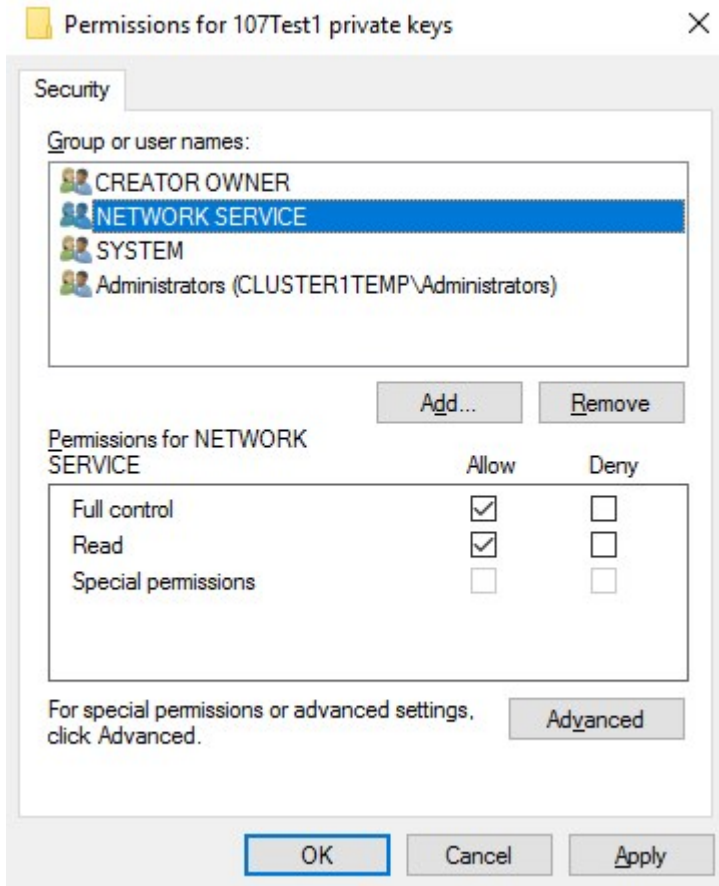 Permissions for 107Test1 private keys
Security
Group or user names:
CREATOR OWNER
NETWORK SERVICE
SYSTEM
Administrators (CLUSTER1TEMP\Administrators)
Add...
Remove
Permissions for NETWORK
SERVICE
Allow
Deny
Full control
Read
Special permissions
For special permissions or advanced settings,
click Advanced.
Advanced
OK
Cancel
Apply